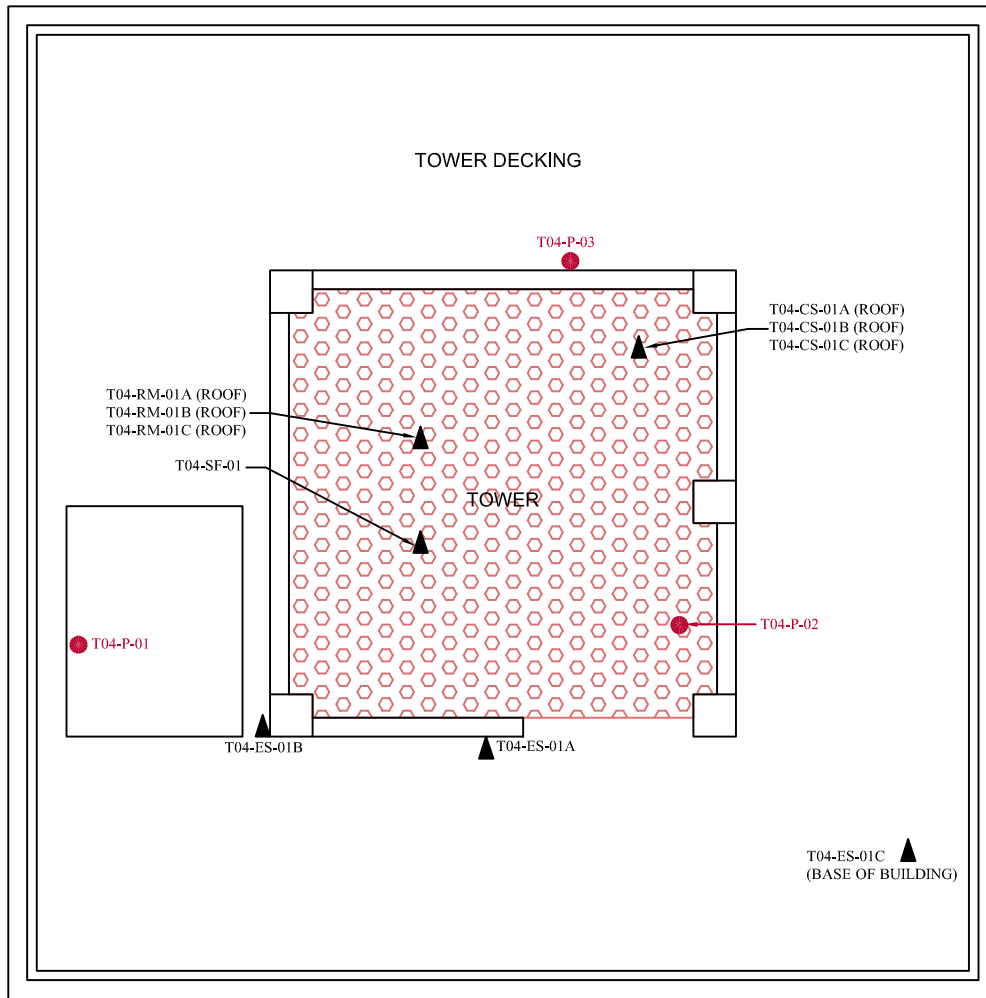 TOWER DECKING
T04-P-03
T04-CS-01A (ROOF)
T04-CS-01B (ROOF)
T04-CS-01C (ROOF)
T04-RM-01A (ROOF)
T04-RM-01B (ROOF)
T04-RM-01C (ROOF)
T04-SF-01
TOWER
T04-P-02
T04-P-01
T04-ES-01B
T04-ES-01A
T04-ES-01C
(BASE OF BUILDING)